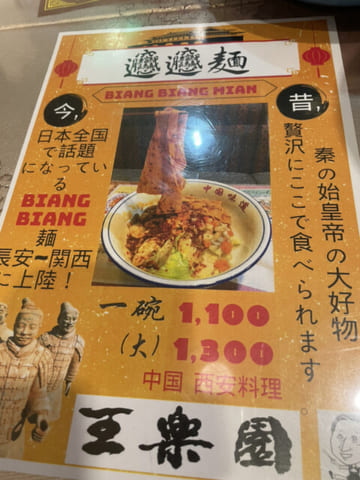 𰻞𰻞麺
BIANG BIANG MIAN
昔，
秦の始皇帝の大好物
贅沢にここで食べられます。
今，
日本全国
で話題
になってい
る
BIANG
BIANG
麺
長安~関西
に上陸！
中国味道
一碗 1,100
(大) 1,300
中国 西安料理
王樂園